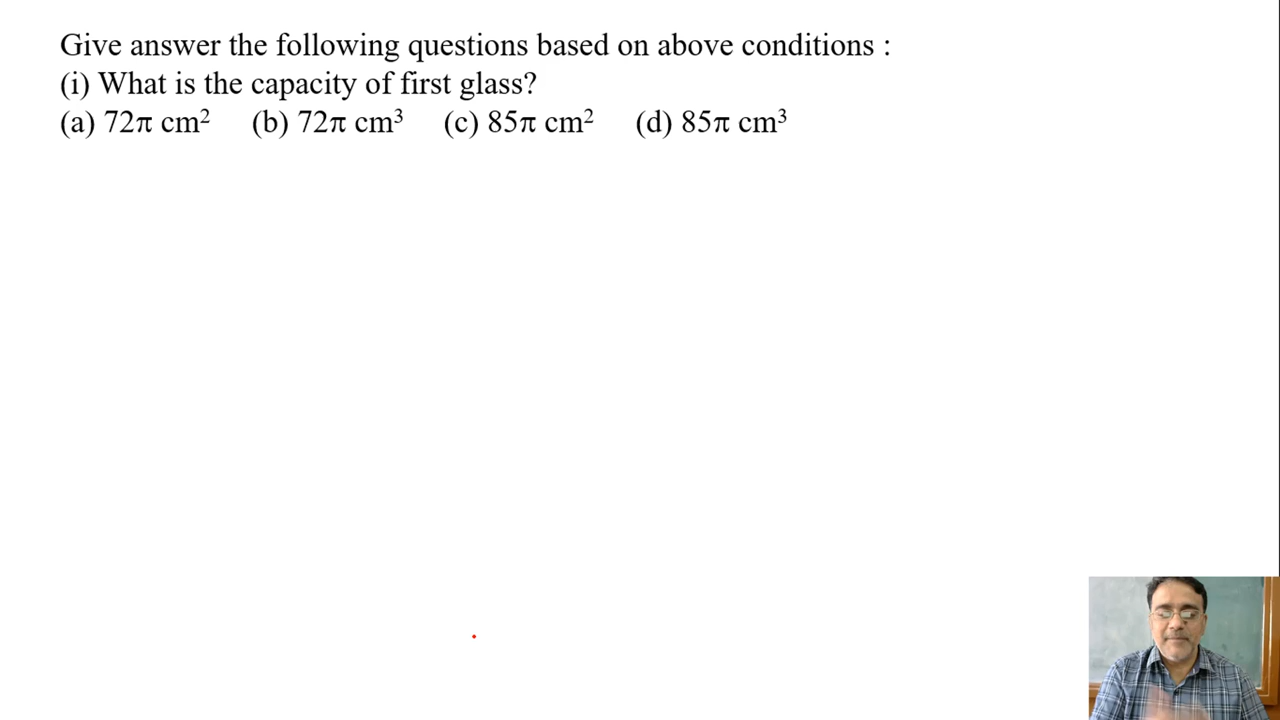 Give answer the following questions based on above conditions :
(i) What is the capacity of first glass?
(a) 72π cm² (b) 72π cm³ (c) 85π cm² (d) 85π cm³